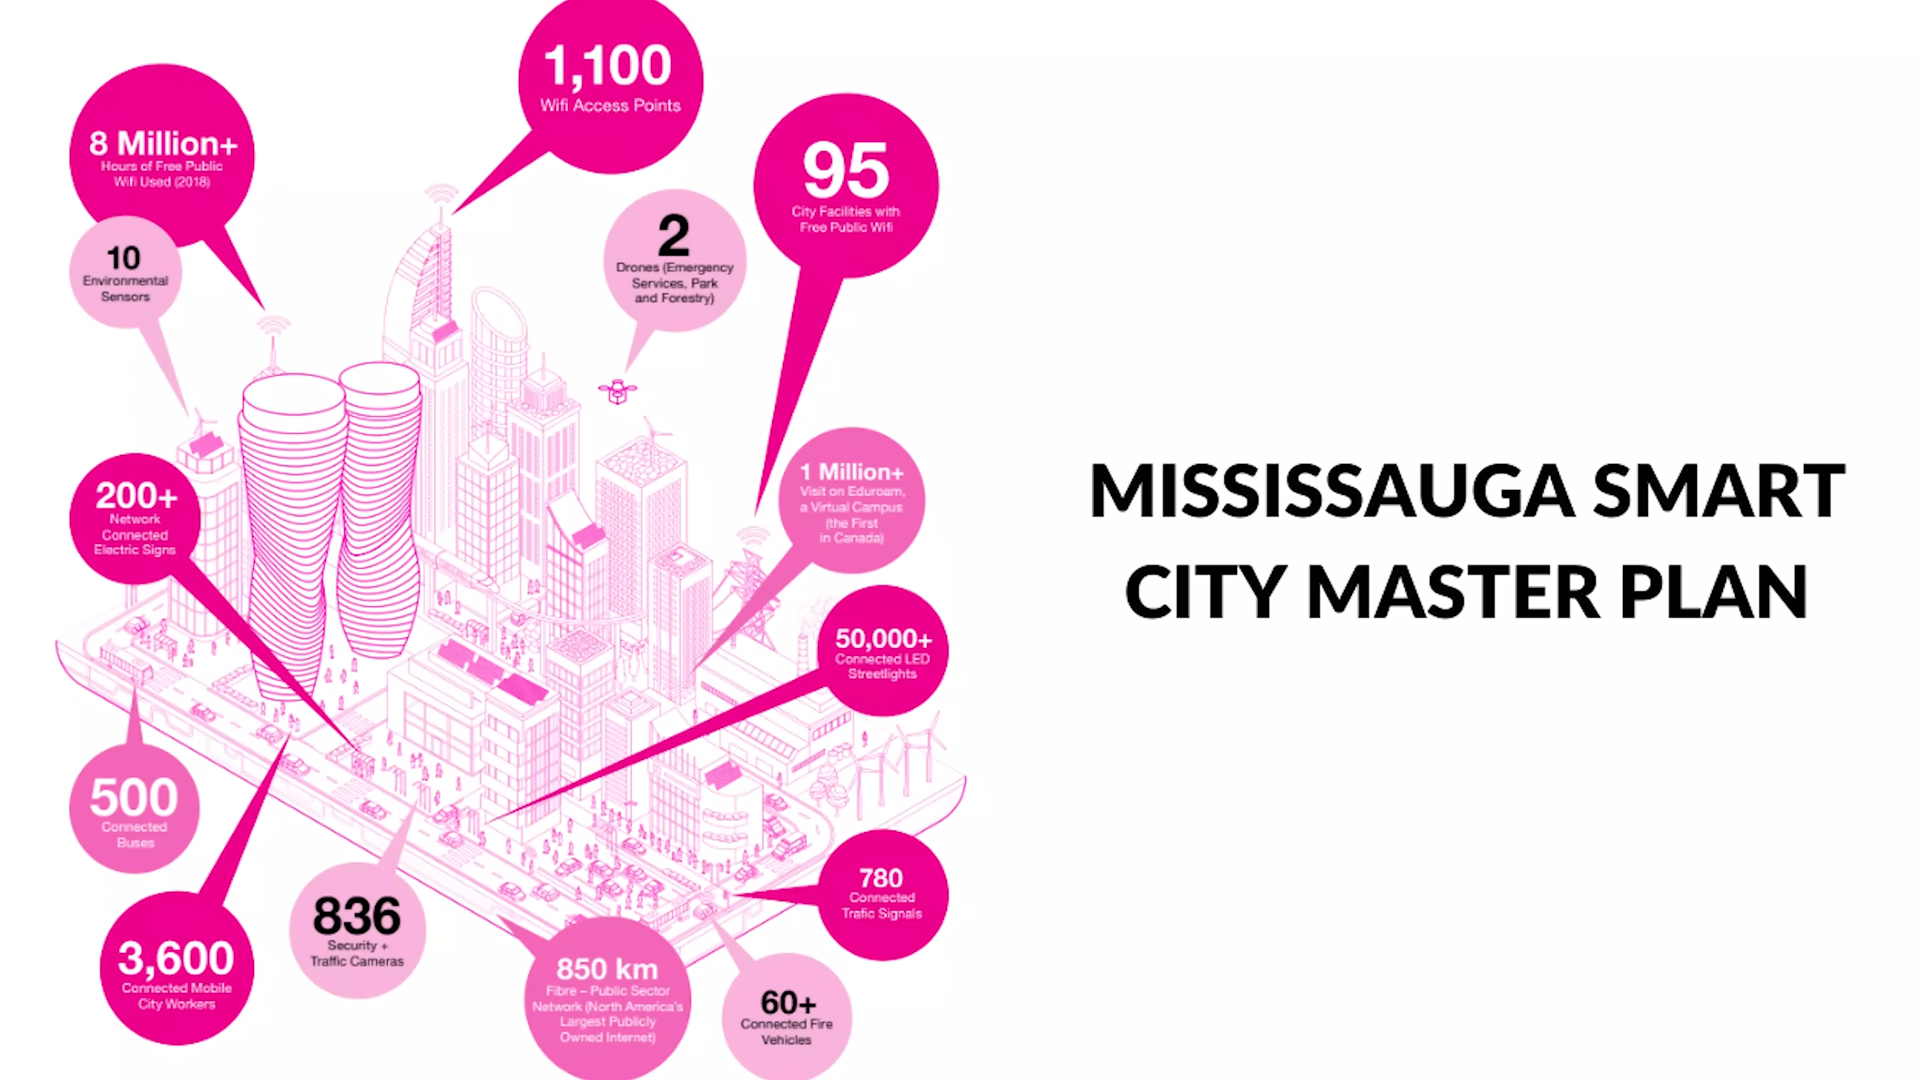 1,100
Wifi Access Points
8 Million+
Hours of Free Public
Wifi Used (2018)
95
City Facilities with
Free Public Wifi
10
Environmental
Sensors
2
Drones (Emergency
Services, Park
and Forestry)
1 Million+
Visit on Eduroam,
a Virtual Campus
(the First
in Canada)
200+
Network
Connected
Electric Signs
50,000+
Connected LED
Streetlights
500
Connected
Buses
836
Security +
Traffic Cameras
780
Connected
Trafic Signals
3,600
Connected Mobile
City Workers
850 km
Fibre – Public Sector
Network (North America's
Largest Publicly
Owned Internet)
60+
Connected Fire
Vehicles
MISSISSAUGA SMART
CITY MASTER PLAN